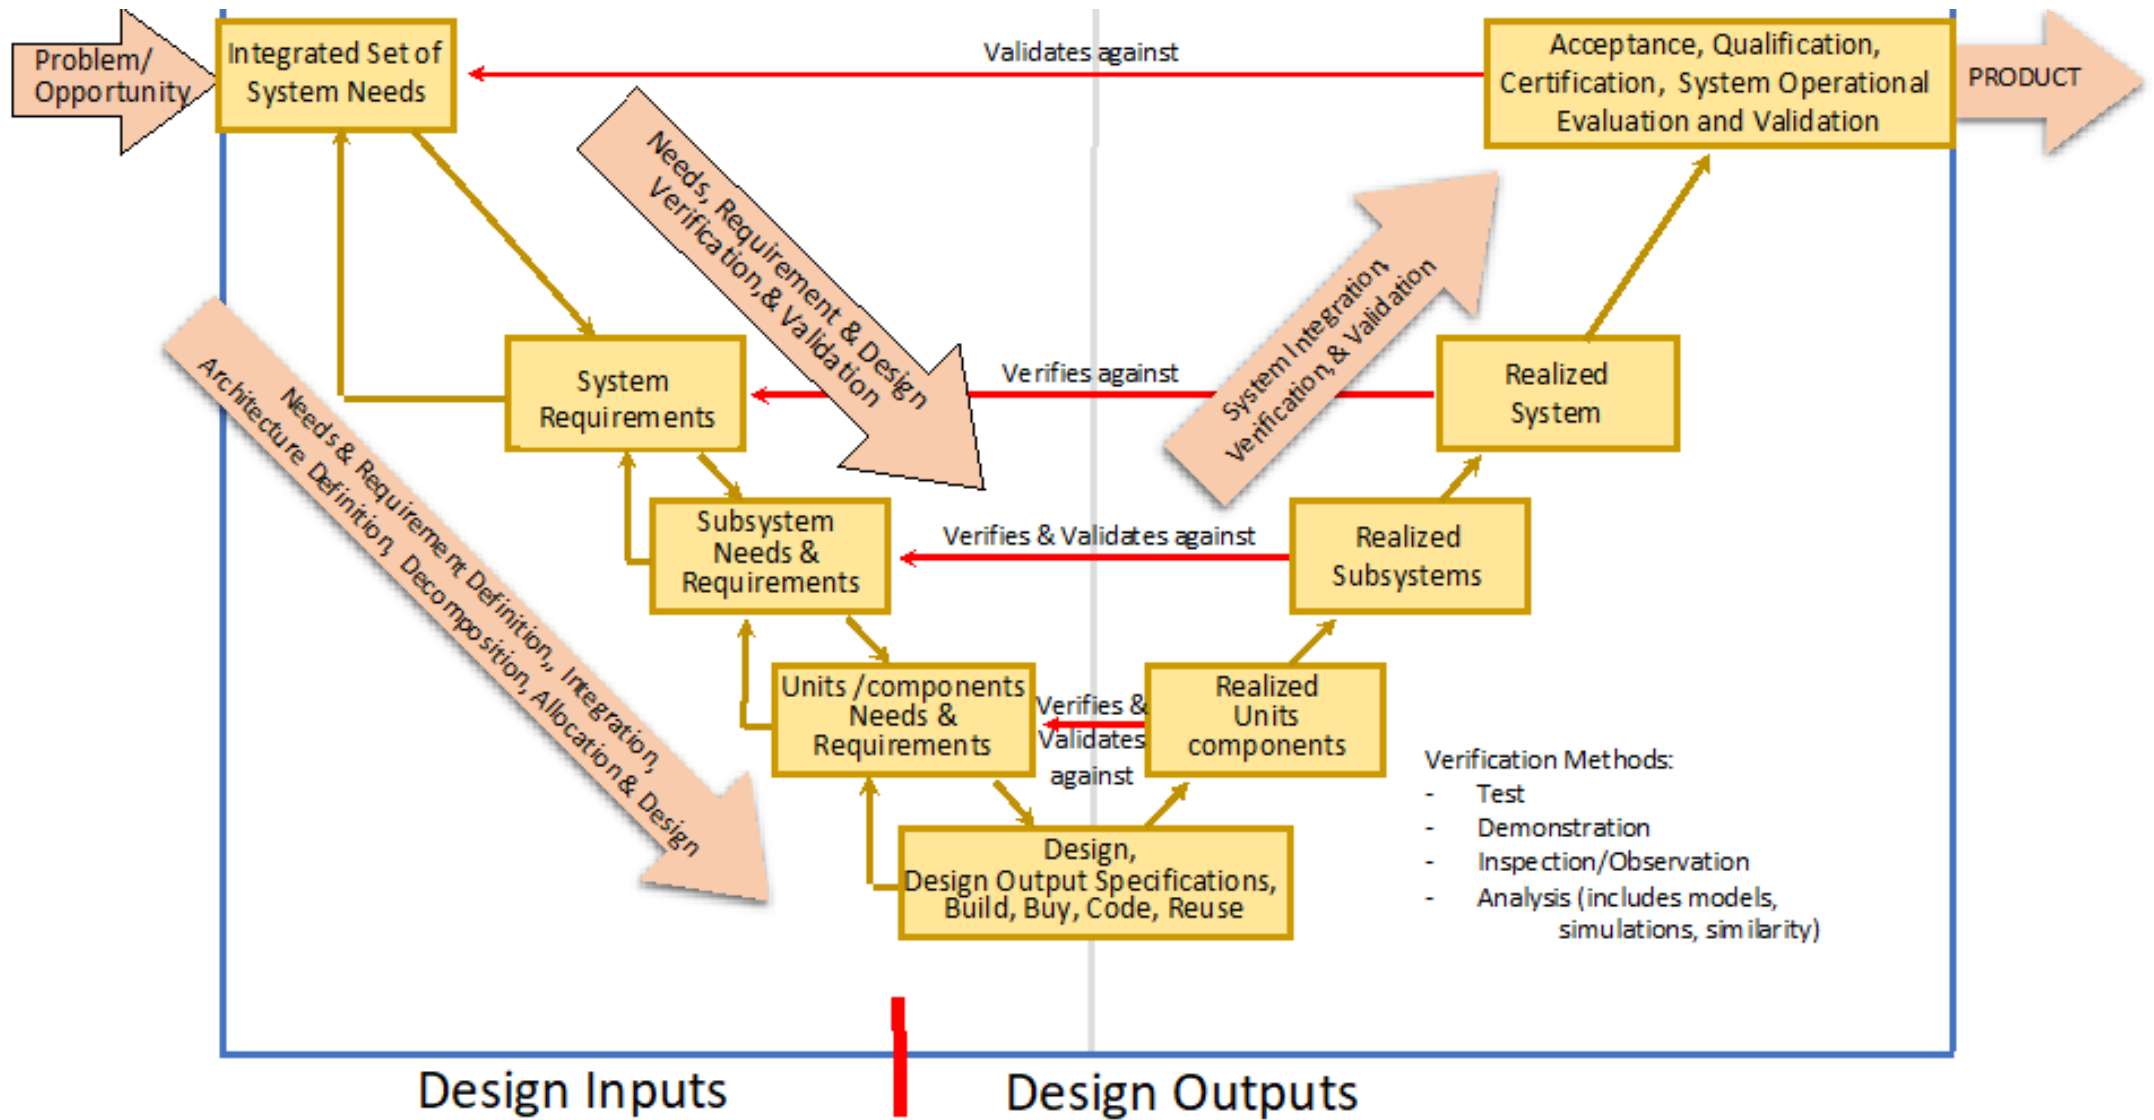 Problem/
Opportunity
Integrated Set of
System Needs
Validates against
Acceptance, Qualification,
Certification, System Operational
Evaluation and Validation
PRODUCT
Needs, Requirement & Design
Verification,& Validation
System Integration,
Verification,& Validation
System
Requirements
Verifies against
Realized
System
Needs & Requirement Definition,, Integration,
Architecture Definition, Decomposition, Allocation & Design
Subsystem
Needs &
Requirements
Verifies & Validates against
Realized
Subsystems
Units /components
Needs &
Requirements
Verifies &
Validates
against
Realized
Units
components
Design,
Design Output Specifications,
Build, Buy, Code, Reuse
Verification Methods:
- Test
- Demonstration
- Inspection/Observation
- Analysis (includes models,
simulations, similarity)
Design Inputs
Design Outputs